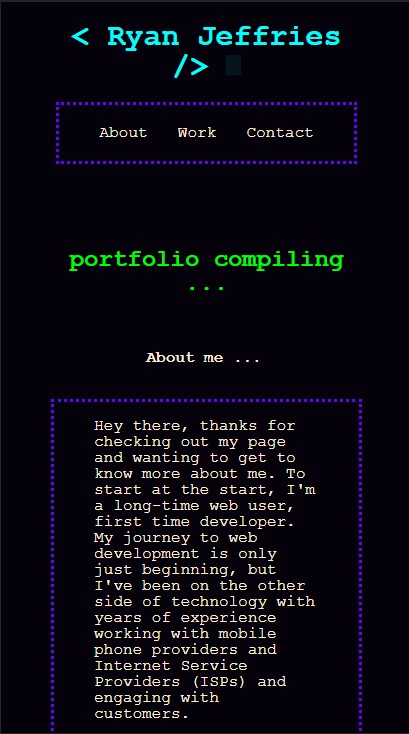 < Ryan Jeffries
/>
About Work Contact
portfolio compiling
...
About me ...
Hey there, thanks for
checking out my page
and wanting to get to
know more about me. To
start at the start, I'm
a long-time web user,
first time developer.
My journey to web
development is only
just beginning, but
I've been on the other
side of technology with
years of experience
working with mobile
phone providers and
Internet Service
Providers (ISPs) and
engaging with
customers.